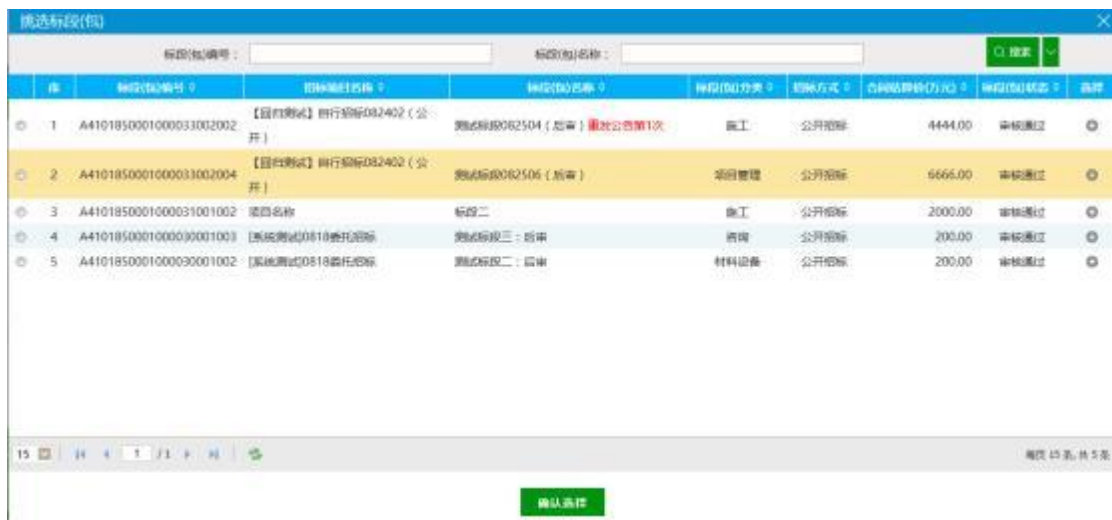 挑选标段(包)
标段(包)编号： 标段(包)名称： 搜索
序 标段(包)编号 招标项目名称 标段(包)名称 标段(包)分类 招标方式 合同估算价(万元) 标段(包)状态 选择
1 A4101850001000033002002 【回归测试】自行招标082402（公开） 测试标段082504（后审）重发公告第1次 施工 公开招标 4444.00 审核通过
2 A4101850001000033002004 【回归测试】自行招标082402（公开） 测试标段082506（后审） 项目管理 公开招标 6666.00 审核通过
3 A4101850001000031001002 项目名称 标段二 施工 公开招标 2000.00 审核通过
4 A4101850001000030001003 [系统测试]0818委托招标 测试标段三：后审 咨询 公开招标 200.00 审核通过
5 A4101850001000030001002 [系统测试]0818委托招标 测试标段二：后审 材料设备 公开招标 200.00 审核通过
15 1 /1 每页 15 条, 共 5 条
确认选择